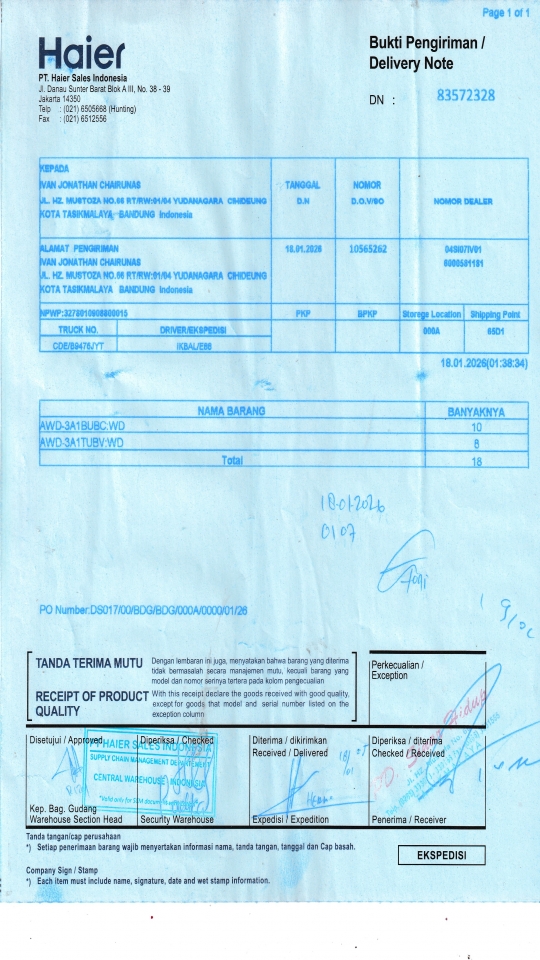 Page 1 of 1
Haier
Bukti Pengiriman /
Delivery Note
PT. Haier Sales Indonesia
Jl. Danau Sunter Barat Blok A III, No. 38 - 39
Jakarta 14350
Telp : (021) 6505668 (Hunting)
Fax : (021) 6512556
DN : 83572328
KEPADA
IVAN JONATHAN CHAIRUNAS
JL. HZ. MUSTOZA NO.66 RT/RW:01/04 YUDANAGARA CIHIDEUNG
KOTA TASIKMALAYA BANDUNG Indonesia
TANGGAL
D.N
NOMOR
D.O.V/SO
NOMOR DEALER
ALAMAT PENGIRIMAN
IVAN JONATHAN CHAIRUNAS
JL. HZ. MUSTOZA NO.66 RT/RW:01/04 YUDANAGARA CIHIDEUNG
KOTA TASIKMALAYA BANDUNG Indonesia
18.01.2026
10565262
NPWP:
PKP
BPKP
Storege Location
Shipping Point
TRUCK NO.
DRIVER/EKSPEDISI
000A
65D1
IKBAL/E66
18.01.2026(01:38:34)
NAMA BARANG
BANYAKNYA
AWD-3A1BUBC:WD
10
AWD-3A1TUBV:WD
8
Total
18
18-01-2026
0107
PO Number:DS017/00/BDG/BDG/000A/0000/01/26
TANDA TERIMA MUTU
Dengan lembaran ini juga, menyatakan bahwa barang yang diterima
tidak bermasalah secara manajemen mutu, kecuali barang yang
model dan nomor serinya tertera pada kolom pengecualian
RECEIPT OF PRODUCT
QUALITY
With this receipt declare the goods received with good quality,
except for goods that model and serial number listed on the
exception column
Perkecualian /
Exception
Disetujui / Approved
Diperiksa / Checked
Diterima / dikirimkan
Received / Delivered
Diperiksa / diterima
Checked / Received
PT HAIER SALES INDONESIA
SUPPLY CHAIN MANAGEMENT DEPARTEMENT
CENTRAL WAREHOUSE INDONESIA
Kep. Bag. Gudang
Warehouse Section Head
Security Warehouse
Expedisi / Expedition
Penerima / Receiver
Tanda tangan/cap perusahaan
*) Setiap penerimaan barang wajib menyertakan informasi nama, tanda tangan, tanggal dan Cap basah.
EKSPEDISI
Company Sign / Stamp
*) Each item must include name, signature, date and wet stamp information.